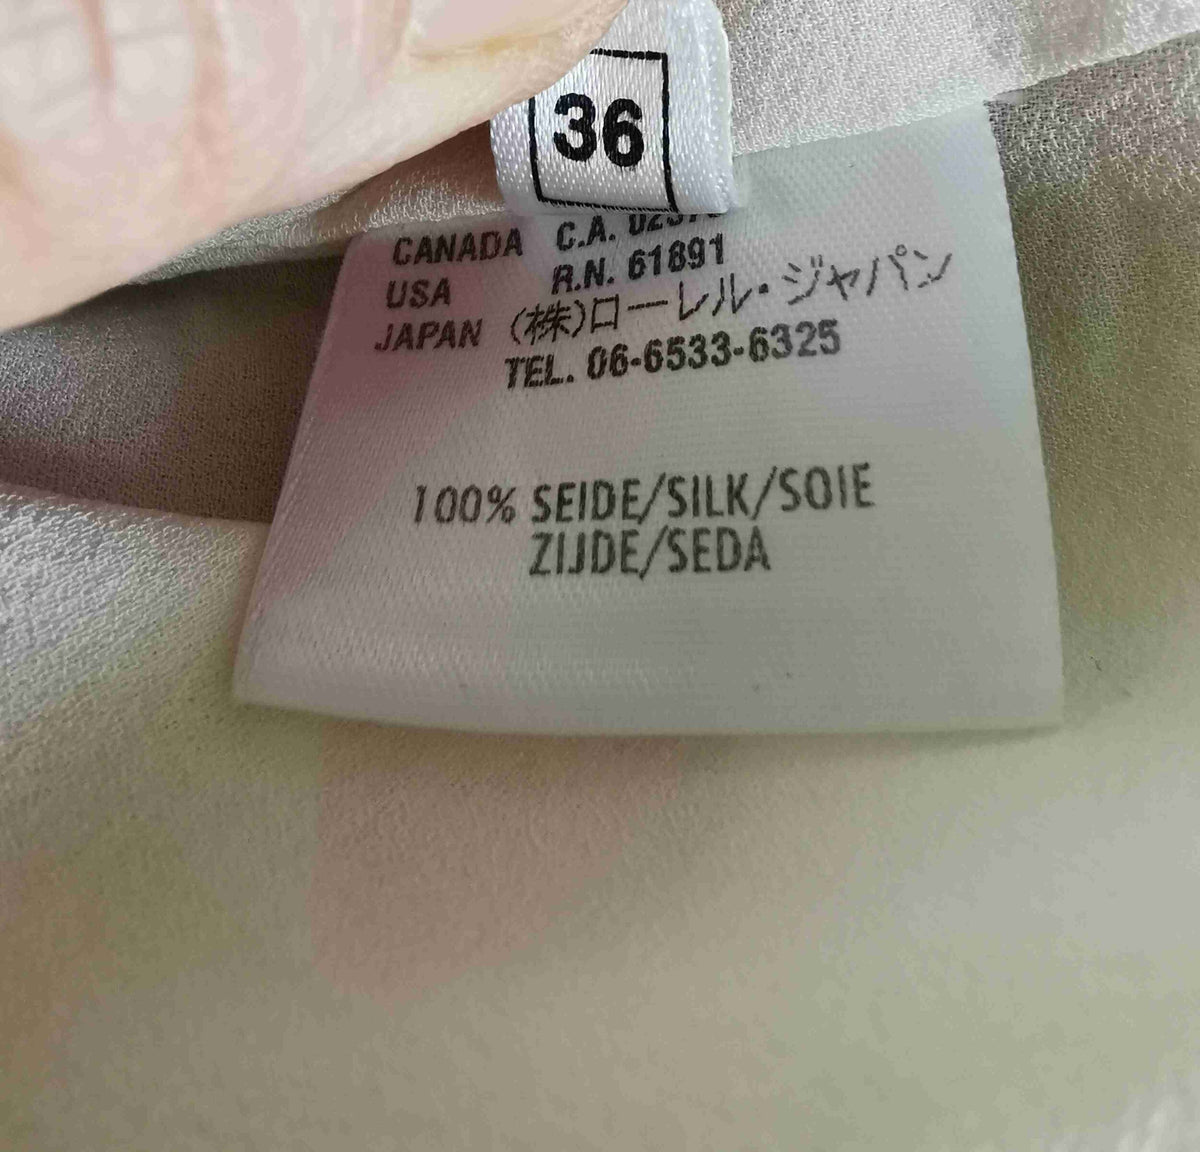 36
CANADA C.A.
USA R.N. 61891
JAPAN (株)ローレル・ジャパン
TEL. 06-6533-6325
100% SEIDE/SILK/SOIE
ZIJDE/SEDA